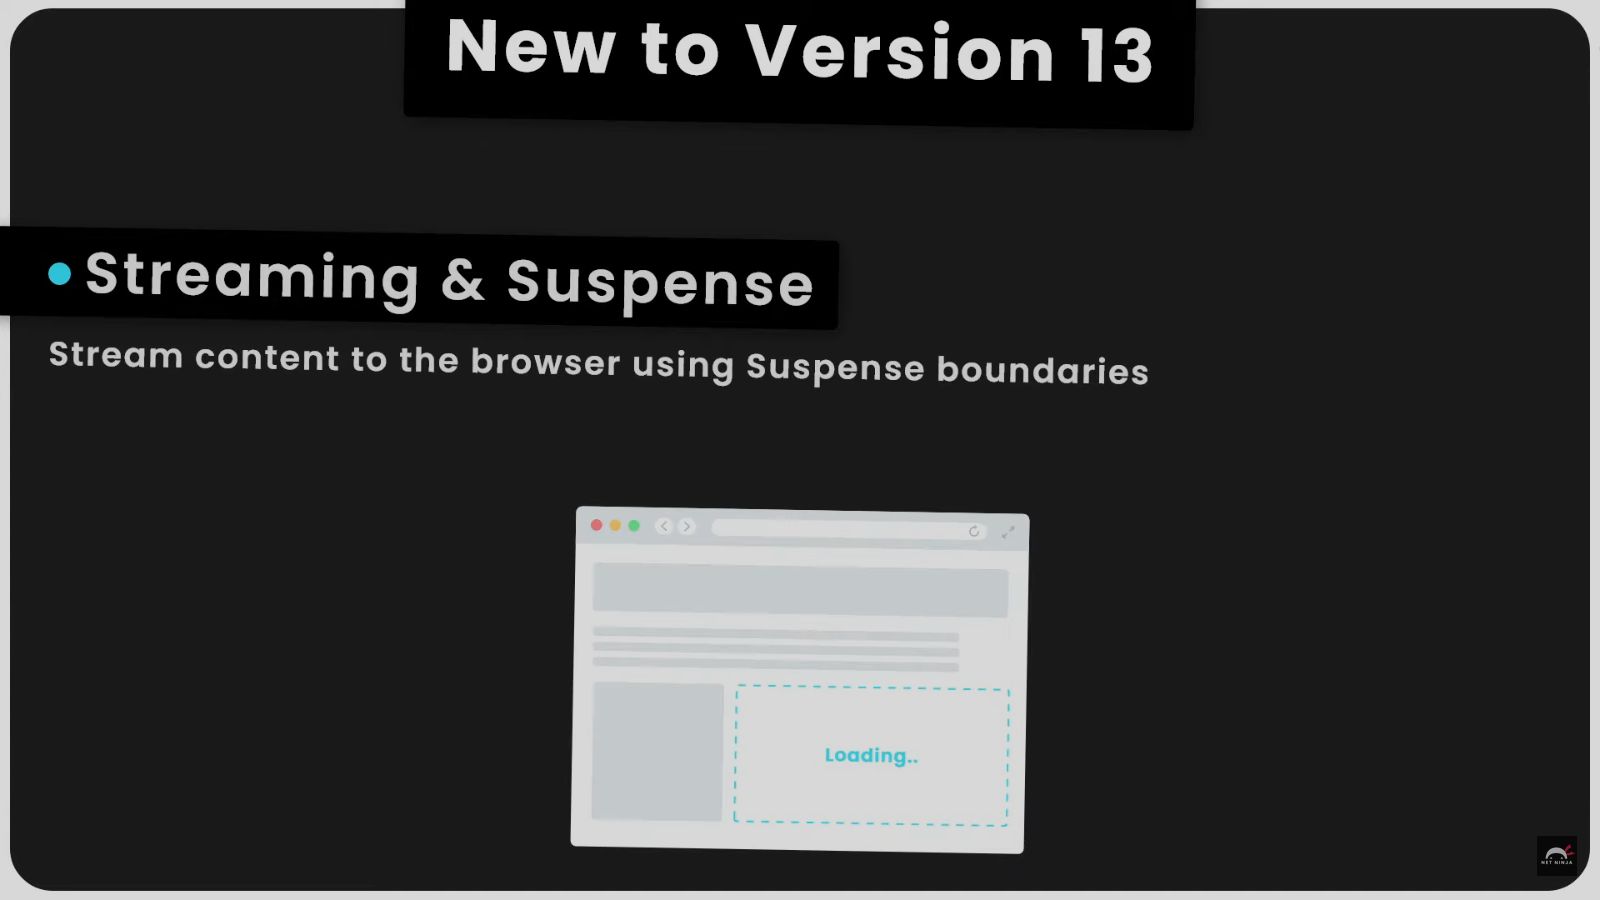 New to Version 13
Streaming & Suspense
Stream content to the browser using Suspense boundaries
Loading..
NET NINJA